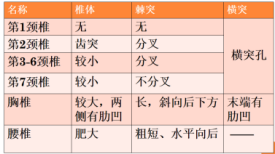 名称 椎体 棘突 横突
第1颈椎 无 无 横突孔
第2颈椎 齿突 分叉
第3-6颈椎 较小 分叉
第7颈椎 较小 不分叉
胸椎 较大，两侧有肋凹 长，斜向后下方 末端有肋凹
腰椎 肥大 粗短、水平向后 ——